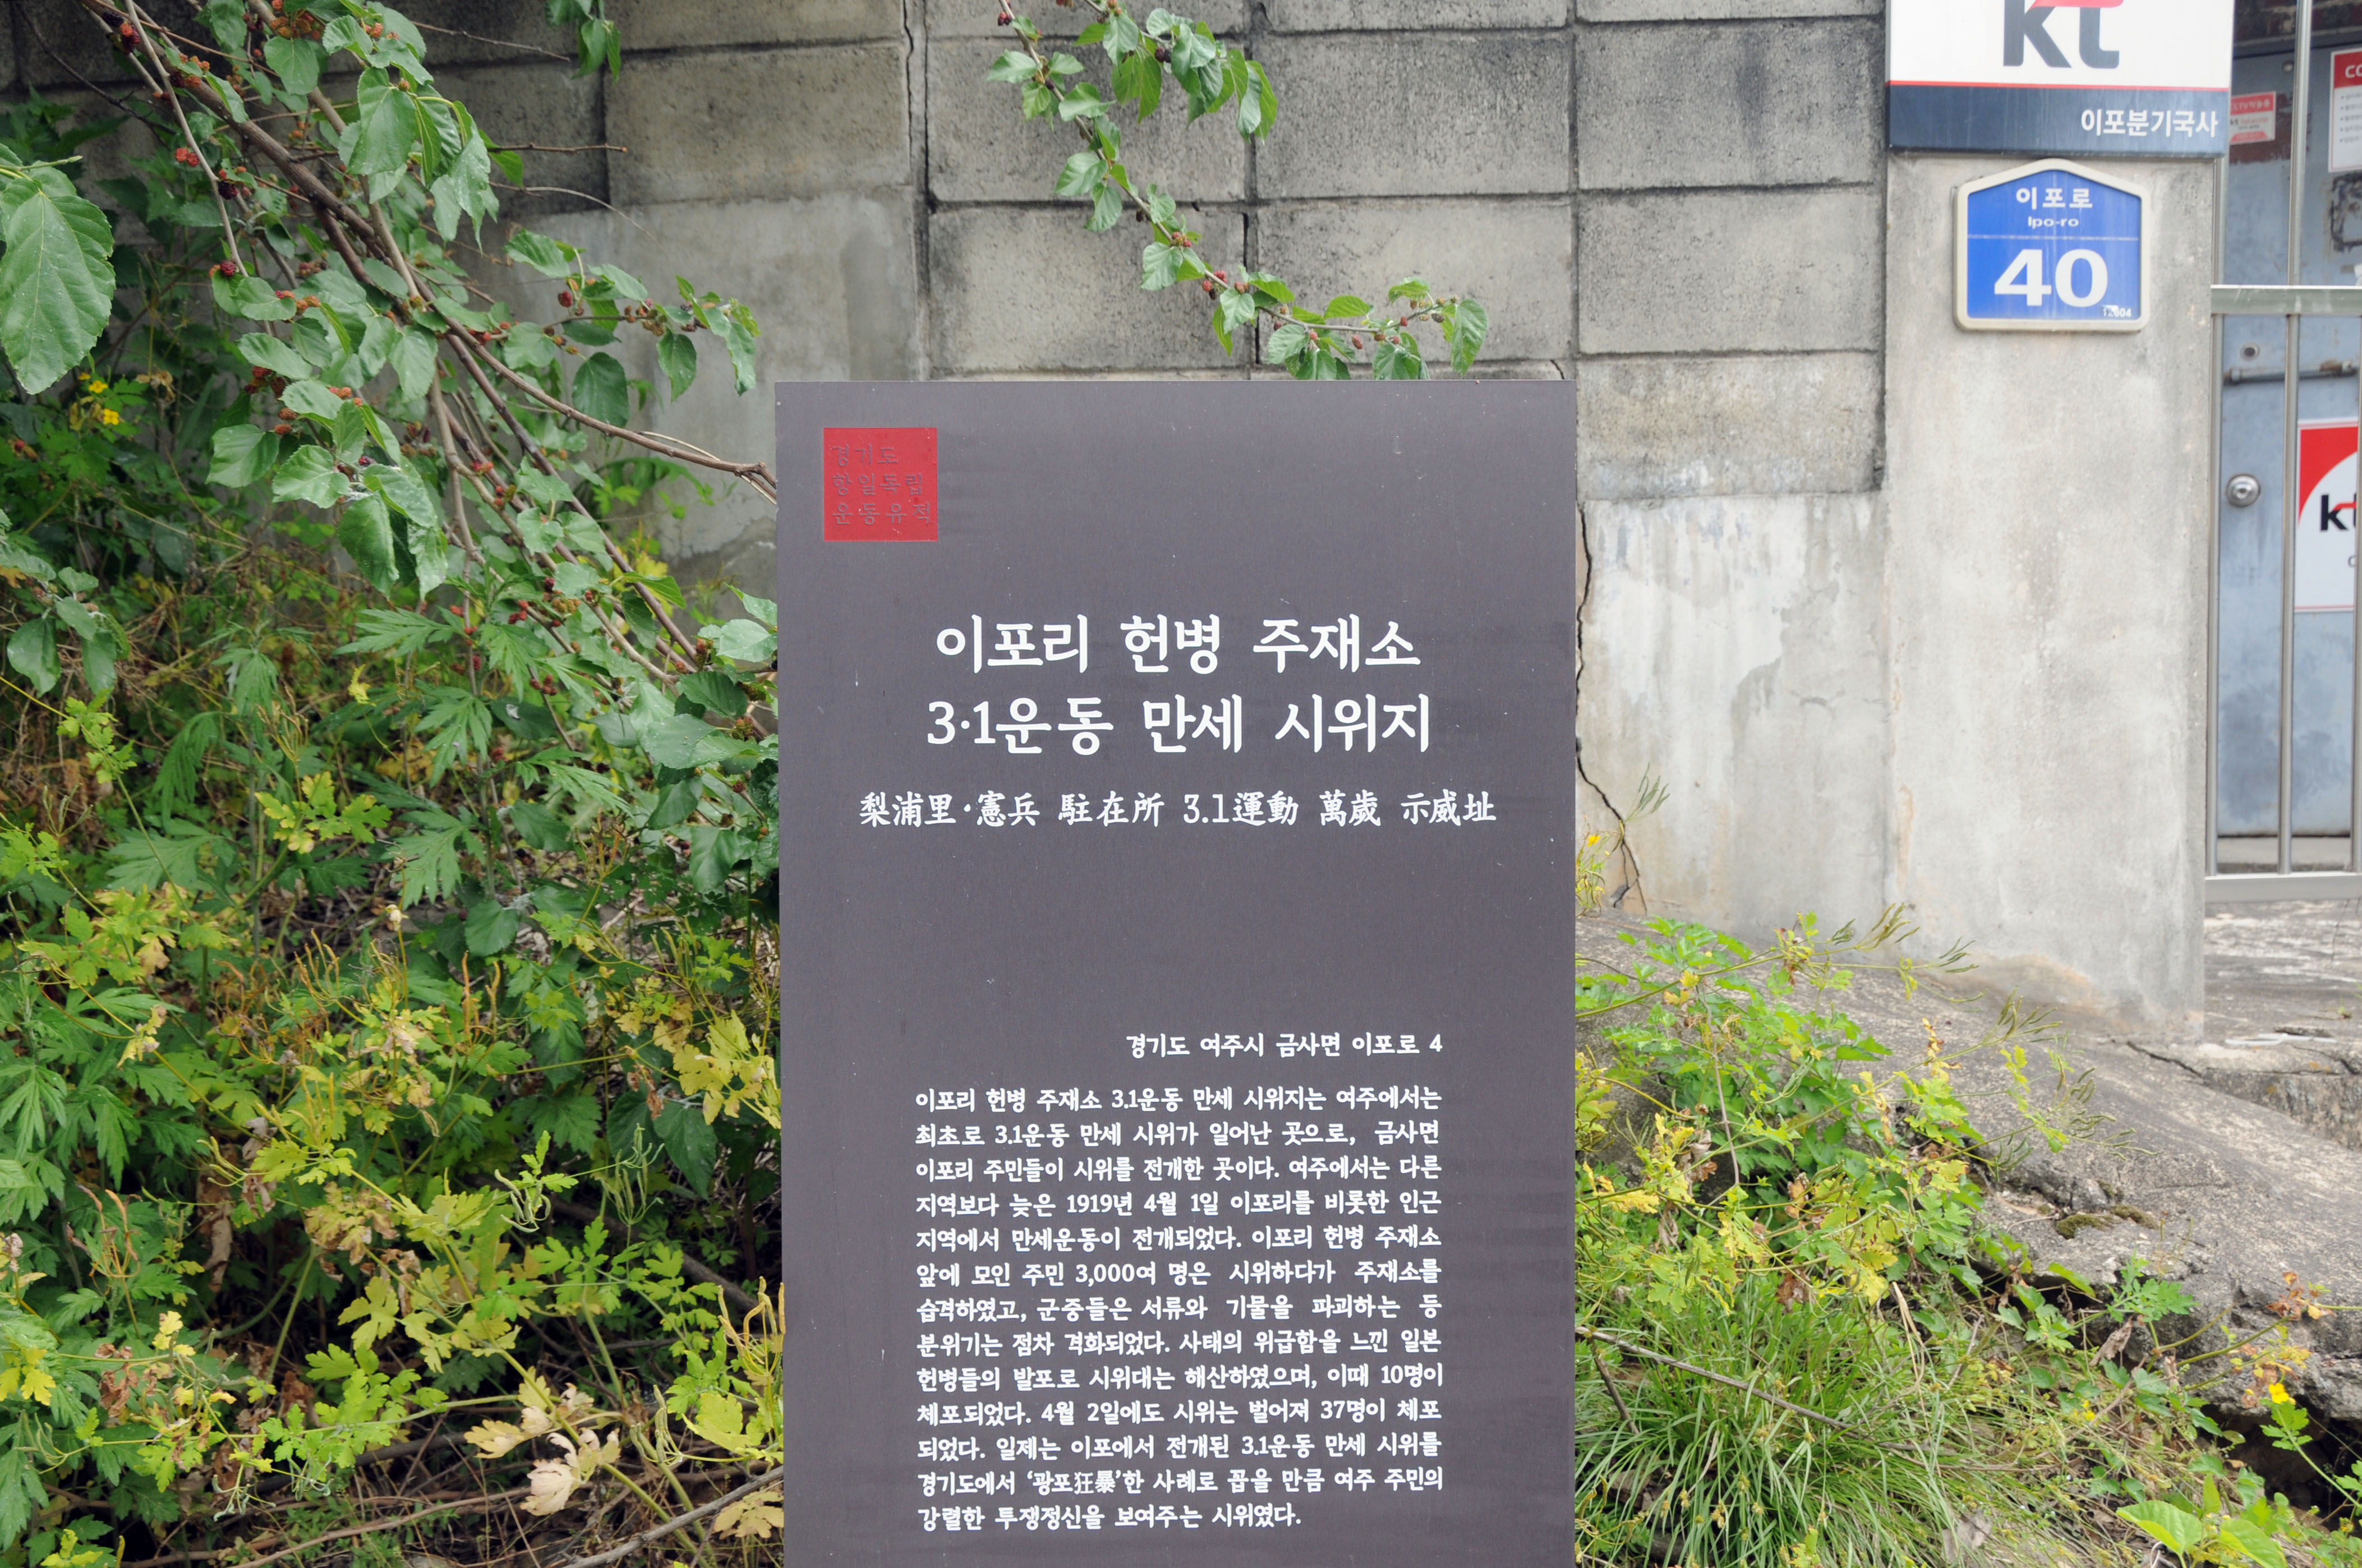 kt
이포분기국사
이포로
Ipo-ro
40
kt
경기도
항일독립
운동유적
이포리 헌병 주재소
3·1운동 만세 시위지
梨浦里·憲兵 駐在所 3.1運動 萬歲 示威址
경기도 여주시 금사면 이포로 4
이포리 헌병 주재소 3.1운동 만세 시위지는 여주에서는
최초로 3.1운동 만세 시위가 일어난 곳으로, 금사면
이포리 주민들이 시위를 전개한 곳이다. 여주에서는 다른
지역보다 늦은 1919년 4월 1일 이포리를 비롯한 인근
지역에서 만세운동이 전개되었다. 이포리 헌병 주재소
앞에 모인 주민 3,000여 명은 시위하다가 주재소를
습격하였고, 군중들은 서류와 기물을 파괴하는 등
분위기는 점차 격화되었다. 사태의 위급함을 느낀 일본
헌병들의 발포로 시위대는 해산하였으며, 이때 10명이
체포되었다. 4월 2일에도 시위는 벌어져 37명이 체포
되었다. 일제는 이포에서 전개된 3.1운동 만세 시위를
경기도에서 ‘광포狂暴’한 사례로 꼽을 만큼 여주 주민의
강렬한 투쟁정신을 보여주는 시위였다.